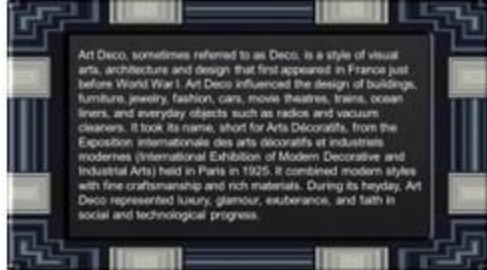 Art Deco, sometimes referred to as Deco, is a style of visual
arts, architecture and design that first appeared in France just
before World War I. Art Deco influenced the design of buildings,
furniture, jewelry, fashion, cars, movie theatres, trains, ocean
liners, and everyday objects such as radios and vacuum
cleaners. It took its name, short for Arts Décoratifs, from the
Exposition internationale des arts décoratifs et industriels
modernes (International Exhibition of Modern Decorative and
Industrial Arts) held in Paris in 1925. It combined modern styles
with fine craftsmanship and rich materials. During its heyday, Art
Deco represented luxury, glamour, exuberance, and faith in
social and technological progress.